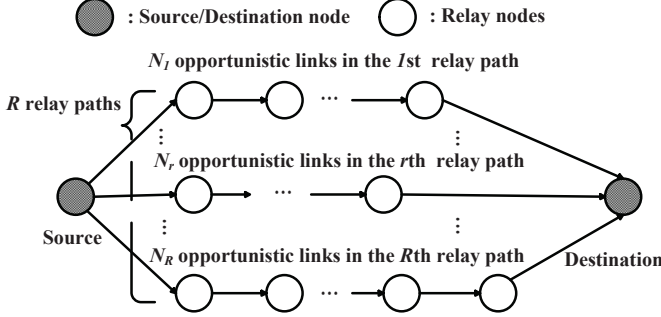 : Source/Destination node
: Relay nodes
N1 opportunistic links in the 1st relay path
R relay paths
...
Nr opportunistic links in the rth relay path
...
Source
NR opportunistic links in the Rth relay path
Destination
...